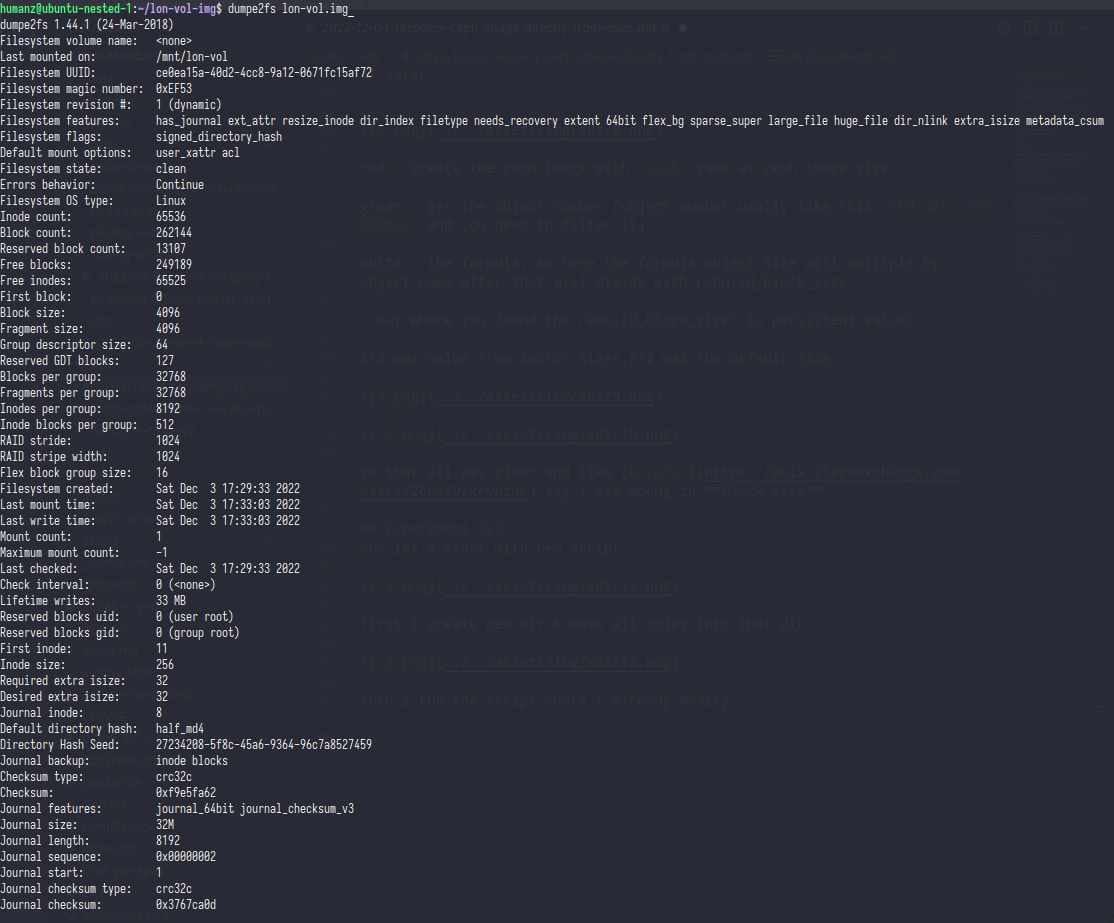 humanz@ubuntu-nested-1:~/lon-vol-img$ dumpe2fs lon-vol.img
dumpe2fs 1.44.1 (24-Mar-2018)
Filesystem volume name:   <none>
Last mounted on:          /mnt/lon-vol
Filesystem UUID:          ce0ea15a-40d2-4cc8-9a12-0671fc15af72
Filesystem magic number:  0xEF53
Filesystem revision #:    1 (dynamic)
Filesystem features:      has_journal ext_attr resize_inode dir_index filetype needs_recovery extent 64bit flex_bg sparse_super large_file huge_file dir_nlink extra_isize metadata_csum
Filesystem flags:         signed_directory_hash
Default mount options:    user_xattr acl
Filesystem state:         clean
Errors behavior:          Continue
Filesystem OS type:       Linux
Inode count:              65536
Block count:              262144
Reserved block count:     13107
Free blocks:              249189
Free inodes:              65525
First block:              0
Block size:               4096
Fragment size:            4096
Group descriptor size:    64
Reserved GDT blocks:      127
Blocks per group:         32768
Fragments per group:      32768
Inodes per group:         8192
Inode blocks per group:   512
RAID stride:              1024
RAID stripe width:        1024
Flex block group size:    16
Filesystem created:       Sat Dec  3 17:29:33 2022
Last mount time:          Sat Dec  3 17:33:03 2022
Last write time:          Sat Dec  3 17:33:03 2022
Mount count:              1
Maximum mount count:      -1
Last checked:             Sat Dec  3 17:29:33 2022
Check interval:           0 (<none>)
Lifetime writes:          33 MB
Reserved blocks uid:      0 (user root)
Reserved blocks gid:      0 (group root)
First inode:              11
Inode size:               256
Required extra isize:     32
Desired extra isize:      32
Journal inode:            8
Default directory hash:   half_md4
Directory Hash Seed:      27234208-5f8c-45a6-9364-96c7a8527459
Journal backup:           inode blocks
Checksum type:            crc32c
Checksum:                 0xf9e5fa62
Journal features:         journal_64bit journal_checksum_v3
Journal size:             32M
Journal length:           8192
Journal sequence:         0x00000002
Journal start:            1
Journal checksum type:    crc32c
Journal checksum:         0x3767ca0d